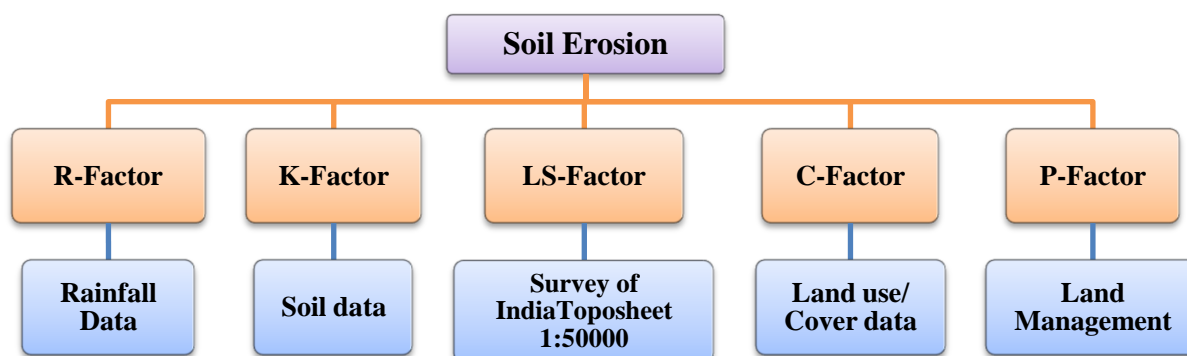 Soil Erosion
R-Factor
K-Factor
LS-Factor
C-Factor
P-Factor
Rainfall
Data
Soil data
Survey of
IndiaToposheet
1:50000
Land use/
Cover data
Land
Management